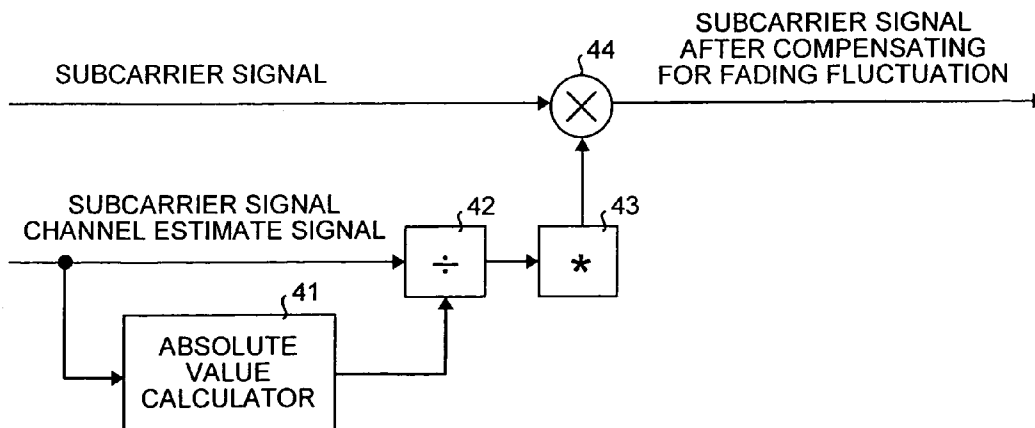 SUBCARRIER SIGNAL
AFTER COMPENSATING
FOR FADING FLUCTUATION
44
SUBCARRIER SIGNAL
×
SUBCARRIER SIGNAL
CHANNEL ESTIMATE SIGNAL
42
43
÷
*
41
ABSOLUTE
VALUE
CALCULATOR